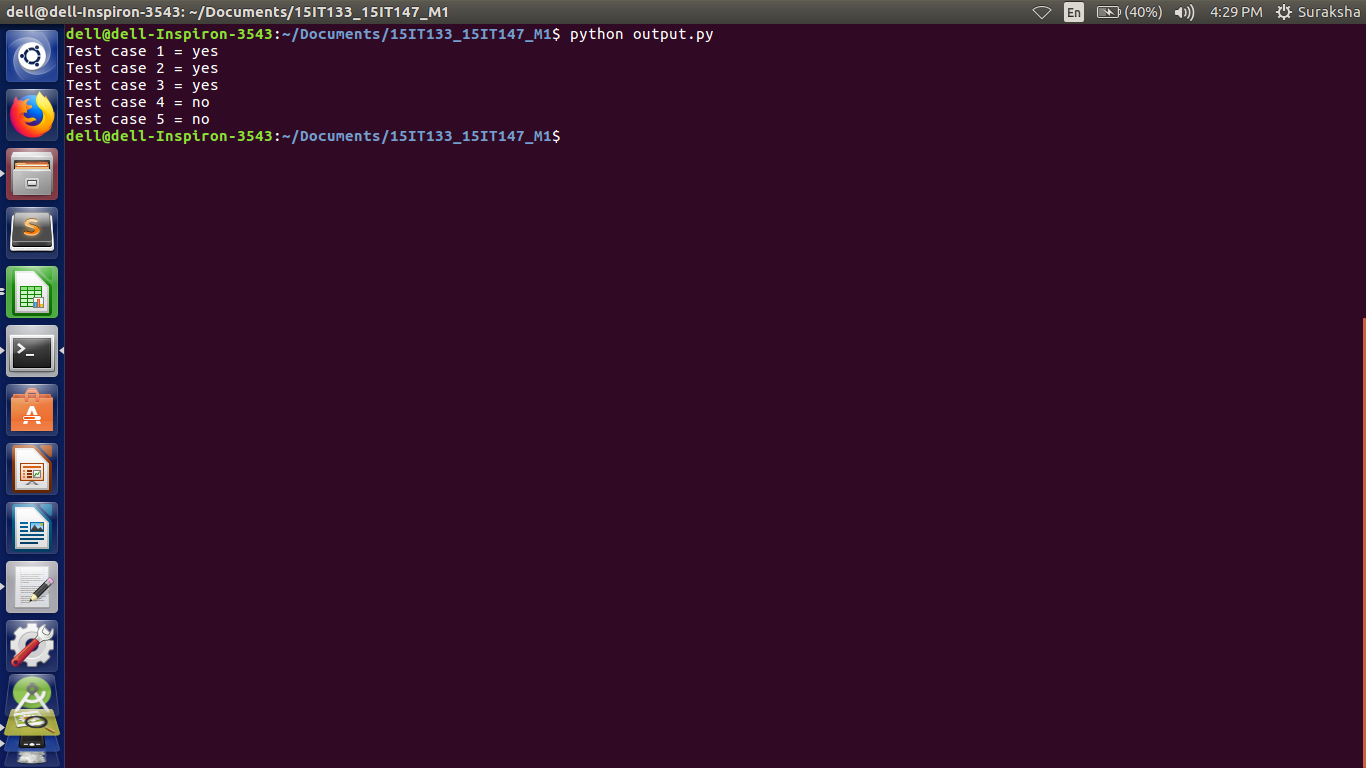 dell@dell-Inspiron-3543: ~/Documents/15IT133_15IT147_M1
En
(40%)
4:29 PM
Suraksha
dell@dell-Inspiron-3543:~/Documents/15IT133_15IT147_M1$ python output.py
Test case 1 = yes
Test case 2 = yes
Test case 3 = yes
Test case 4 = no
Test case 5 = no
dell@dell-Inspiron-3543:~/Documents/15IT133_15IT147_M1$